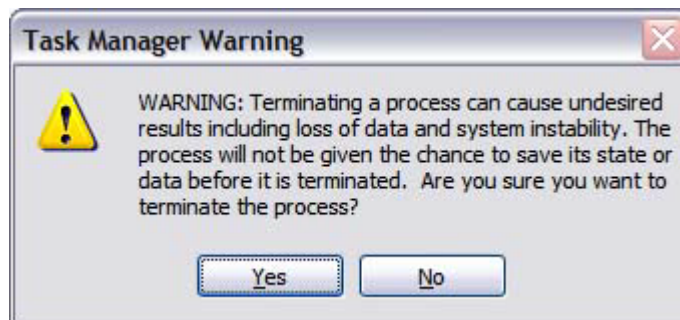 Task Manager Warning
WARNING: Terminating a process can cause undesired
results including loss of data and system instability. The
process will not be given the chance to save its state or
data before it is terminated.  Are you sure you want to
terminate the process?
Yes
No